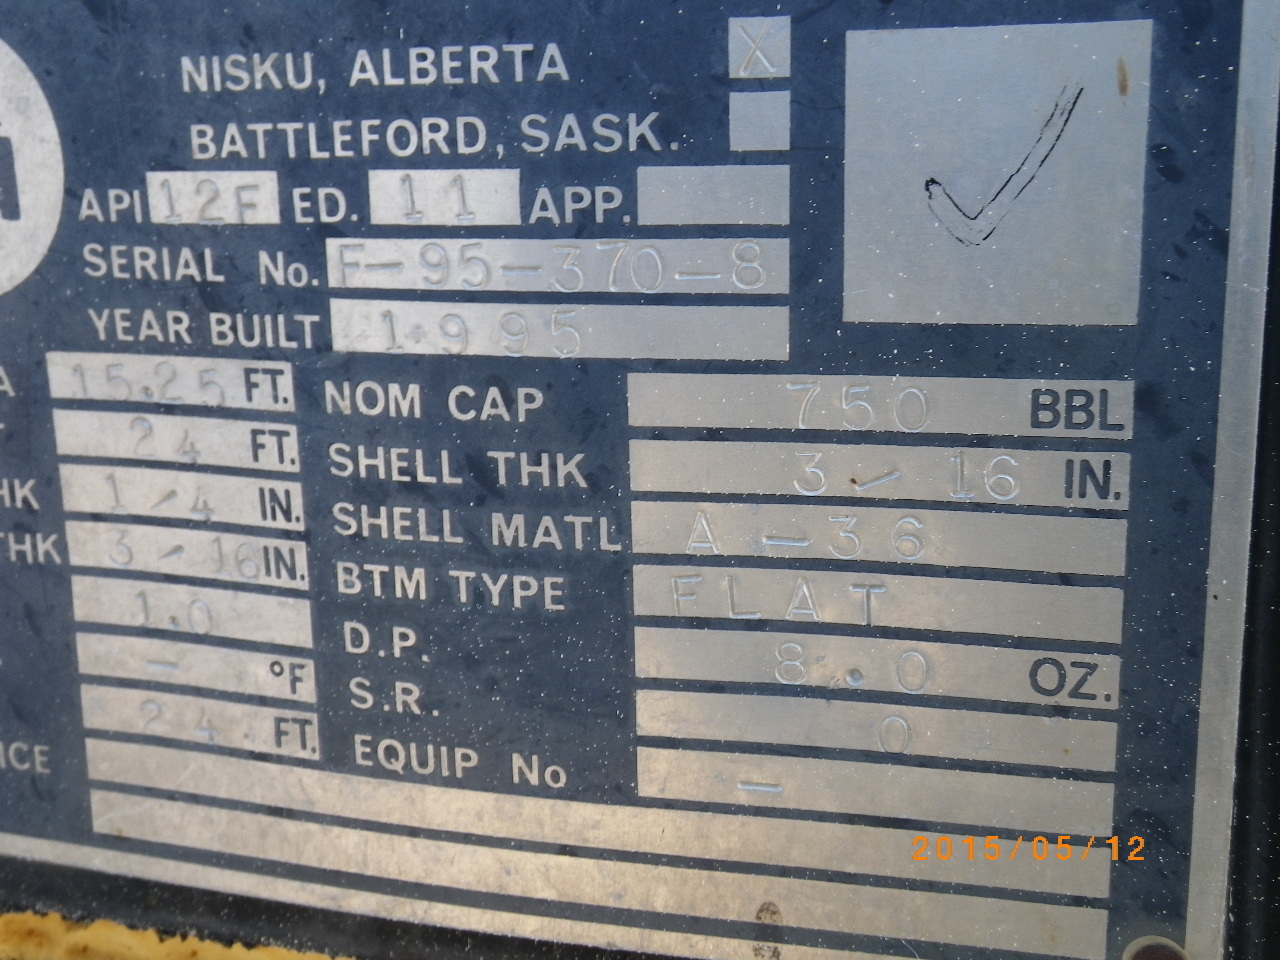 NISKU, ALBERTA X
BATTLEFORD, SASK.
API 12F ED. 11 APP.
SERIAL No. F-95-370-8
YEAR BUILT 1995
A 15.25 FT. NOM CAP 750 BBL
24 FT. SHELL THK 3/16 IN.
HK 1/4 IN. SHELL MATL A-36
THK 3/16 IN. BTM TYPE FLAT
1.0 D.P. 8.0 OZ.
- °F S.R. 0
24 FT. EQUIP No -
ICE
2015/05/12